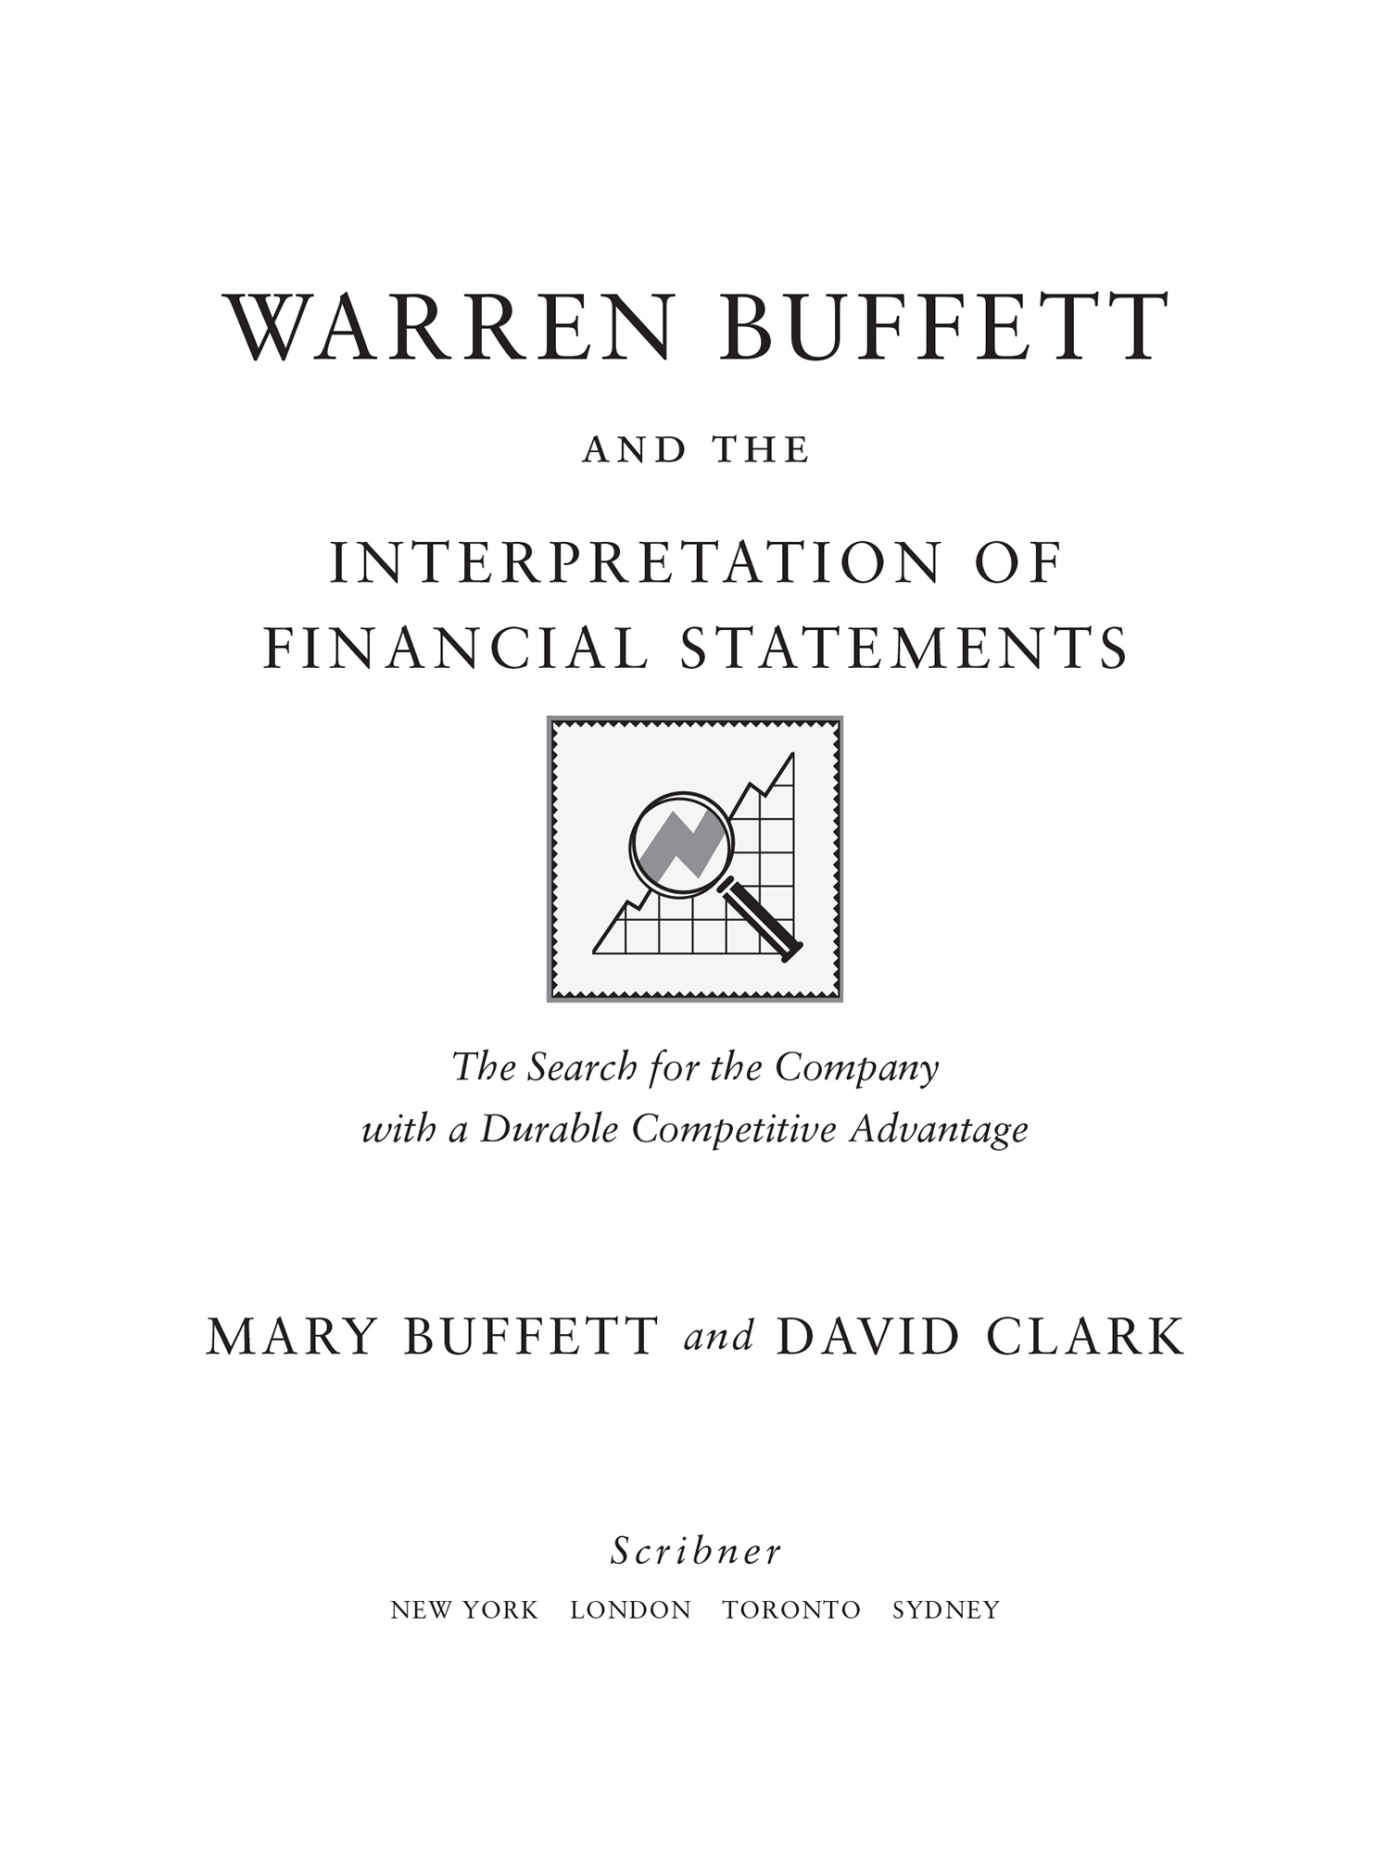 WARREN BUFFETT
AND THE
INTERPRETATION OF
FINANCIAL STATEMENTS
The Search for the Company
with a Durable Competitive Advantage
MARY BUFFETT and DAVID CLARK
Scribner
NEW YORK LONDON TORONTO SYDNEY